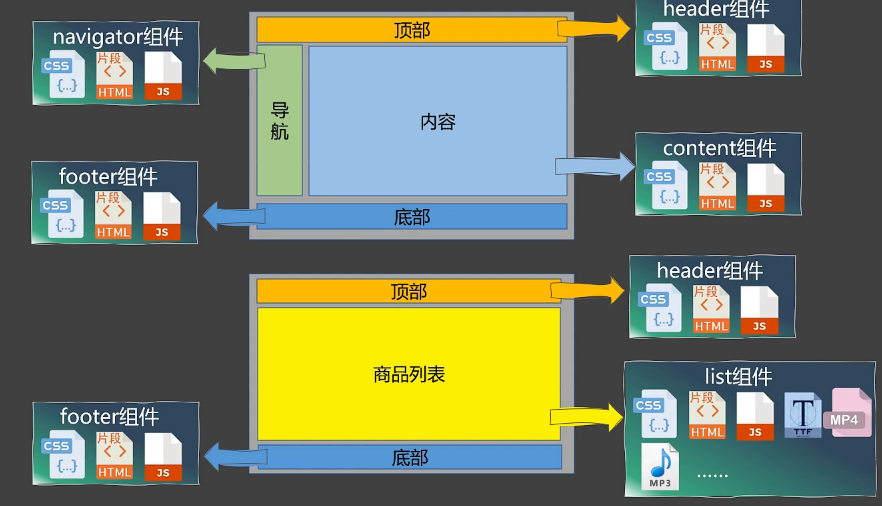 navigator组件
CSS
{...}
片段
< >
HTML
JS
顶部
header组件
CSS
{...}
片段
< >
HTML
JS
导航
内容
footer组件
CSS
{...}
片段
< >
HTML
JS
底部
content组件
CSS
{...}
片段
< >
HTML
JS
顶部
header组件
CSS
{...}
片段
< >
HTML
JS
商品列表
footer组件
CSS
{...}
片段
< >
HTML
JS
底部
list组件
CSS
{...}
片段
< >
HTML
JS
T
TTF
MP4
MP3
......